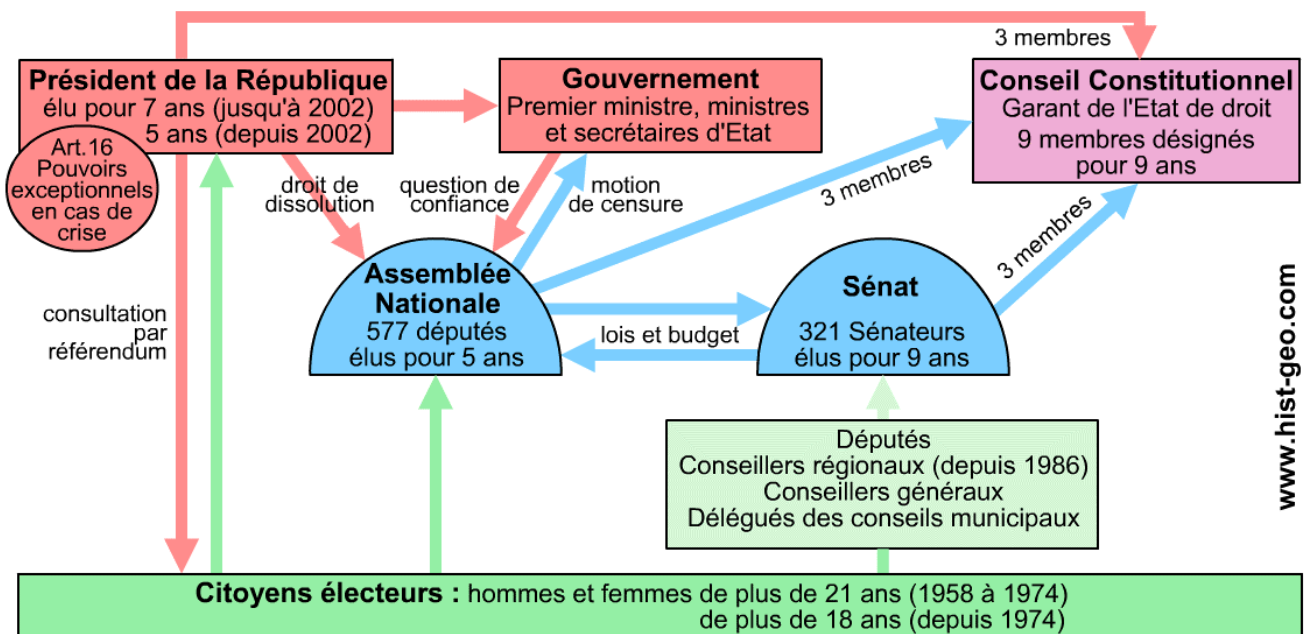 3 membres
Président de la République
élu pour 7 ans (jusqu'à 2002)
5 ans (depuis 2002)
Art.16
Pouvoirs
exceptionnels
en cas de
crise
Gouvernement
Premier ministre, ministres
et secrétaires d'Etat
Conseil Constitutionnel
Garant de l'Etat de droit
9 membres désignés
pour 9 ans
droit de
dissolution
question de
confiance
motion
de censure
3 membres
3 membres
consultation
par
référendum
Assemblée
Nationale
577 députés
élus pour 5 ans
lois et budget
Sénat
321 Sénateurs
élus pour 9 ans
www.hist-geo.com
Députés
Conseillers régionaux (depuis 1986)
Conseillers généraux
Délégués des conseils municipaux
Citoyens électeurs : hommes et femmes de plus de 21 ans (1958 à 1974)
de plus de 18 ans (depuis 1974)